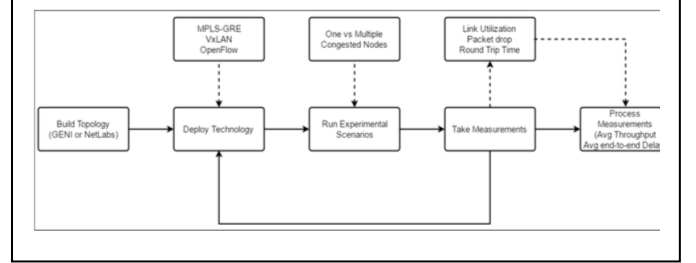 MPLS-GRE
VxLAN
OpenFlow
One vs Multiple
Congested Nodes
Link Utilization
Packet drop
Round Trip Time
Build Topology
(GENI or NetLabs)
Deploy Technology
Run Experimental
Scenarios
Take Measurements
Process
Measurements
(Avg Throughput
Avg end-to-end Dela